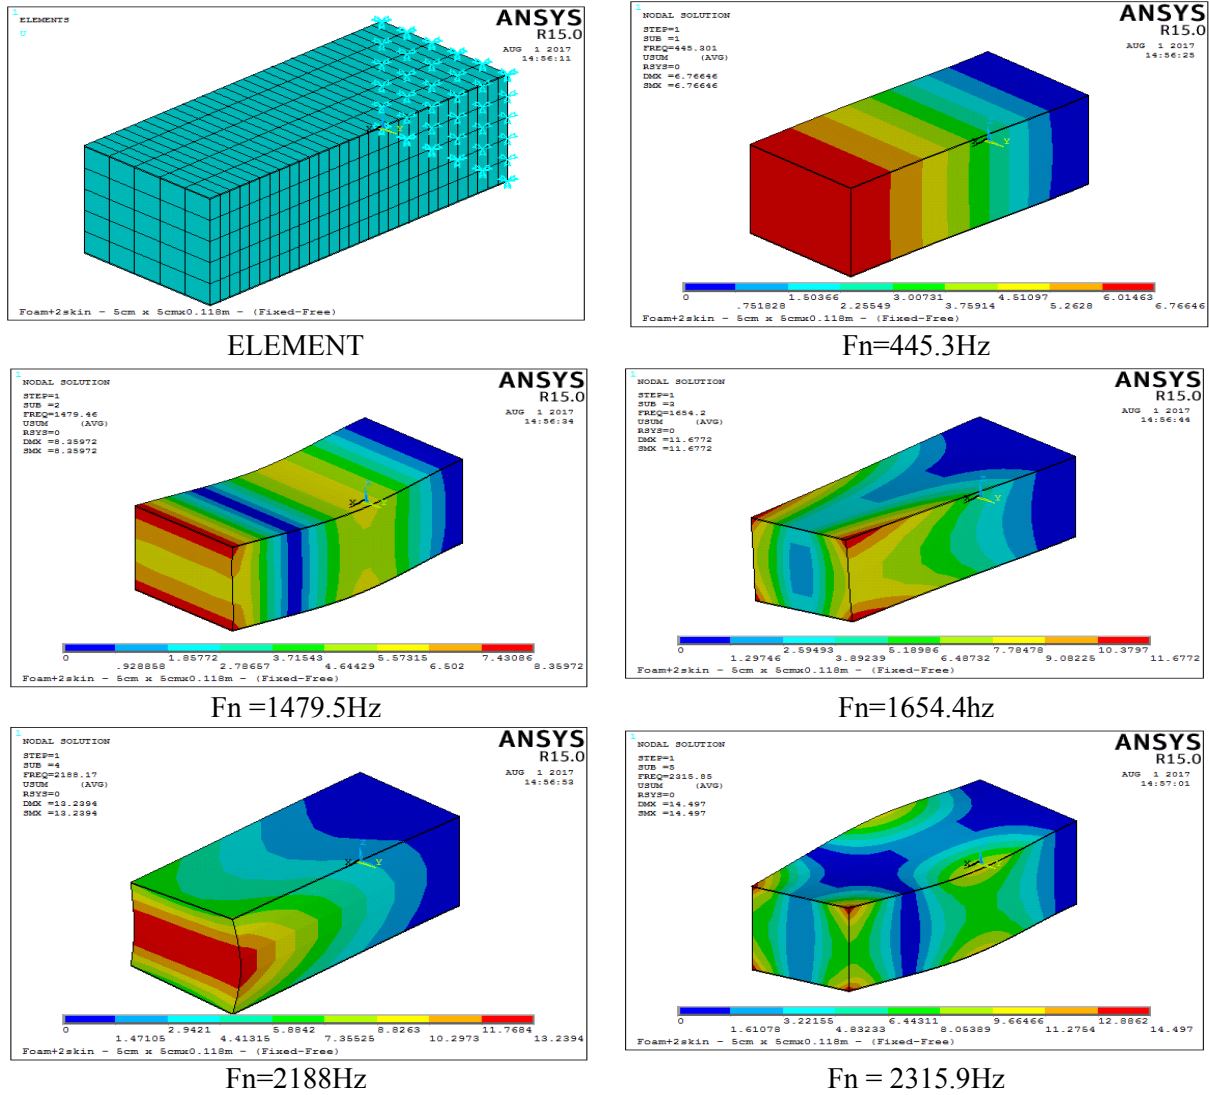 1
ELEMENTS
U
ANSYS
R15.0
AUG 1 2017
14:56:11
Foam+2skin - 5cm x 5cmx0.118m - (Fixed-Free)
ELEMENT
1
NODAL SOLUTION
STEP=1
SUB =1
FREQ=445.301
USUM (AVG)
RSYS=0
DMX =6.76646
SMX =6.76646
ANSYS
R15.0
AUG 1 2017
14:56:25
X Z Y
0 1.50366 3.00731 4.51097 6.01463
.751828 2.25549 3.75914 5.2628 6.76646
Foam+2skin - 5cm x 5cmx0.118m - (Fixed-Free)
Fn=445.3Hz
1
NODAL SOLUTION
STEP=1
SUB =2
FREQ=1479.46
USUM (AVG)
RSYS=0
DMX =8.35972
SMX =8.35972
ANSYS
R15.0
AUG 1 2017
14:56:34
X Z Y
0 1.85772 3.71543 5.57315 7.43086
.928858 2.78657 4.64429 6.502 8.35972
Foam+2skin - 5cm x 5cmx0.118m - (Fixed-Free)
Fn =1479.5Hz
1
NODAL SOLUTION
STEP=1
SUB =3
FREQ=1654.2
USUM (AVG)
RSYS=0
DMX =11.6772
SMX =11.6772
ANSYS
R15.0
AUG 1 2017
14:56:44
X Z Y
0 2.59493 5.18986 7.78478 10.3797
1.29746 3.89239 6.48732 9.08225 11.6772
Foam+2skin - 5cm x 5cmx0.118m - (Fixed-Free)
Fn=1654.4hz
1
NODAL SOLUTION
STEP=1
SUB =4
FREQ=2188.17
USUM (AVG)
RSYS=0
DMX =13.2394
SMX =13.2394
ANSYS
R15.0
AUG 1 2017
14:56:53
X Z Y
0 2.9421 5.8842 8.8263 11.7684
1.47105 4.41315 7.35525 10.2973 13.2394
Foam+2skin - 5cm x 5cmx0.118m - (Fixed-Free)
Fn=2188Hz
1
NODAL SOLUTION
STEP=1
SUB =5
FREQ=2315.85
USUM (AVG)
RSYS=0
DMX =14.497
SMX =14.497
ANSYS
R15.0
AUG 1 2017
14:57:01
X Z Y
0 3.22155 6.44311 9.66466 12.8862
1.61078 4.83233 8.05389 11.2754 14.497
Foam+2skin - 5cm x 5cmx0.118m - (Fixed-Free)
Fn = 2315.9Hz